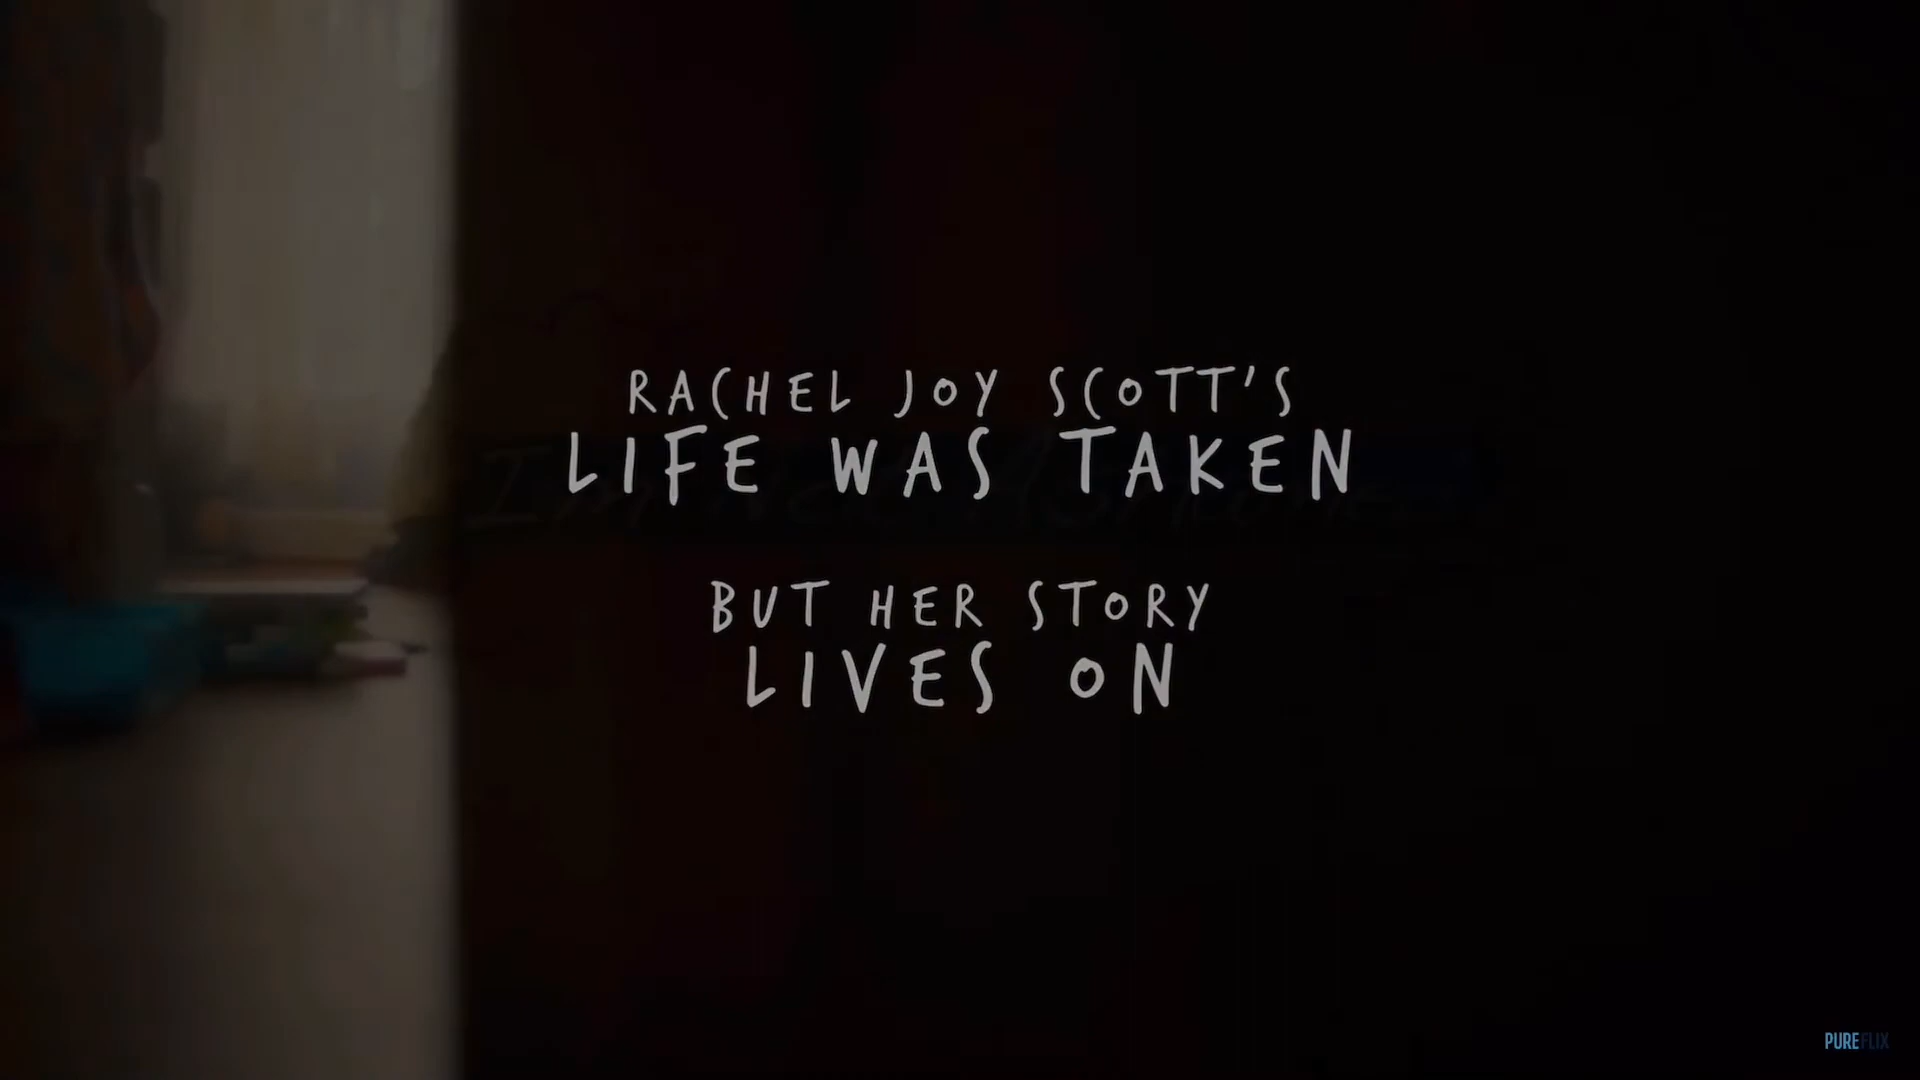 RACHEL JOY SCOTT'S
LIFE WAS TAKEN
BUT HER STORY
LIVES ON
PUREFLIX